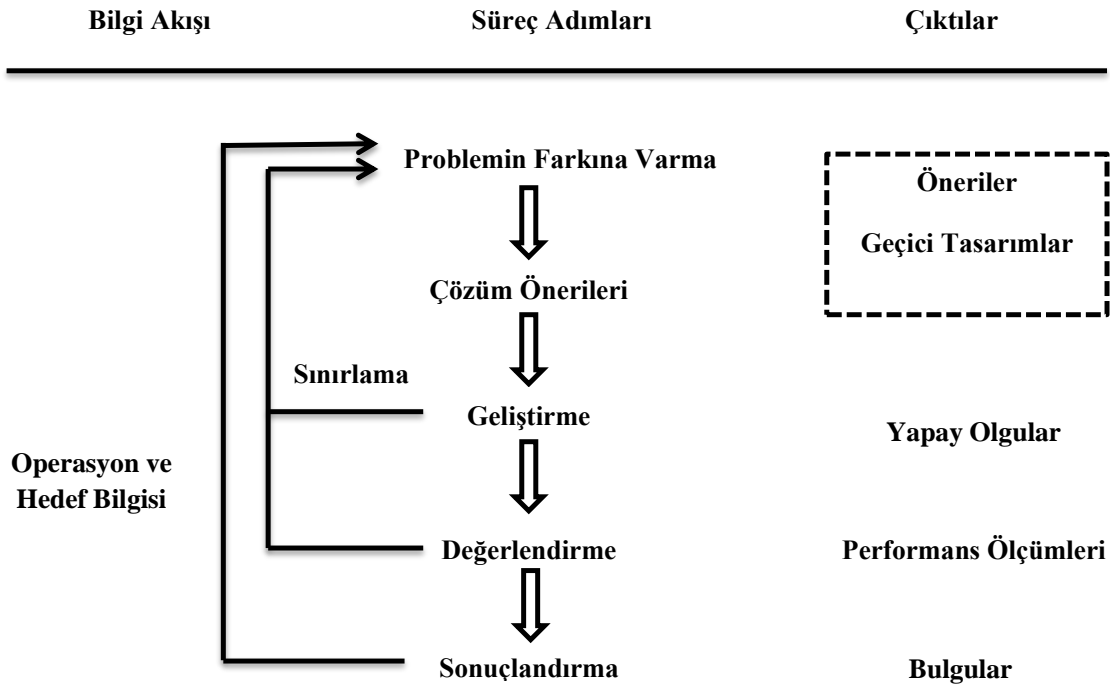 Bilgi Akışı
Süreç Adımları
Çıktılar
Problemin Farkına Varma
Öneriler
Geçici Tasarımlar
Çözüm Önerileri
Sınırlama
Geliştirme
Yapay Olgular
Operasyon ve
Hedef Bilgisi
Değerlendirme
Performans Ölçümleri
Sonuçlandırma
Bulgular